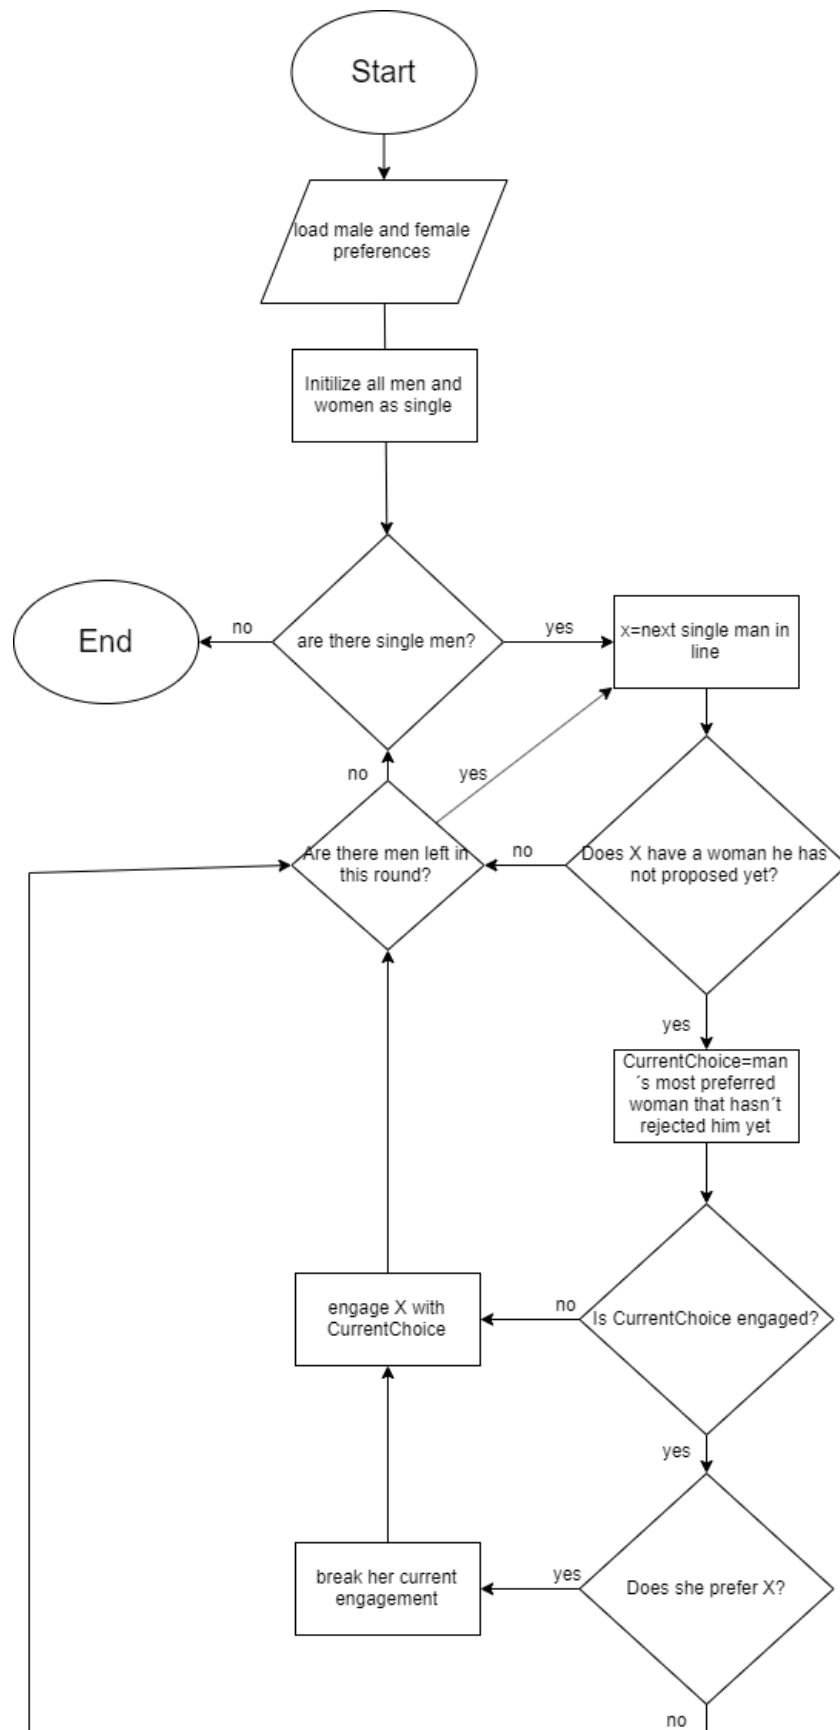 Start
load male and female
preferences
Initilize all men and
women as single
are there single men?
no
End
yes
x=next single man in
line
no
yes
Are there men left in
this round?
no
Does X have a woman he has
not proposed yet?
yes
CurrentChoice=man
´s most preferred
woman that hasn´t
rejected him yet
engage X with
CurrentChoice
no
Is CurrentChoice engaged?
yes
break her current
engagement
yes
Does she prefer X?
no